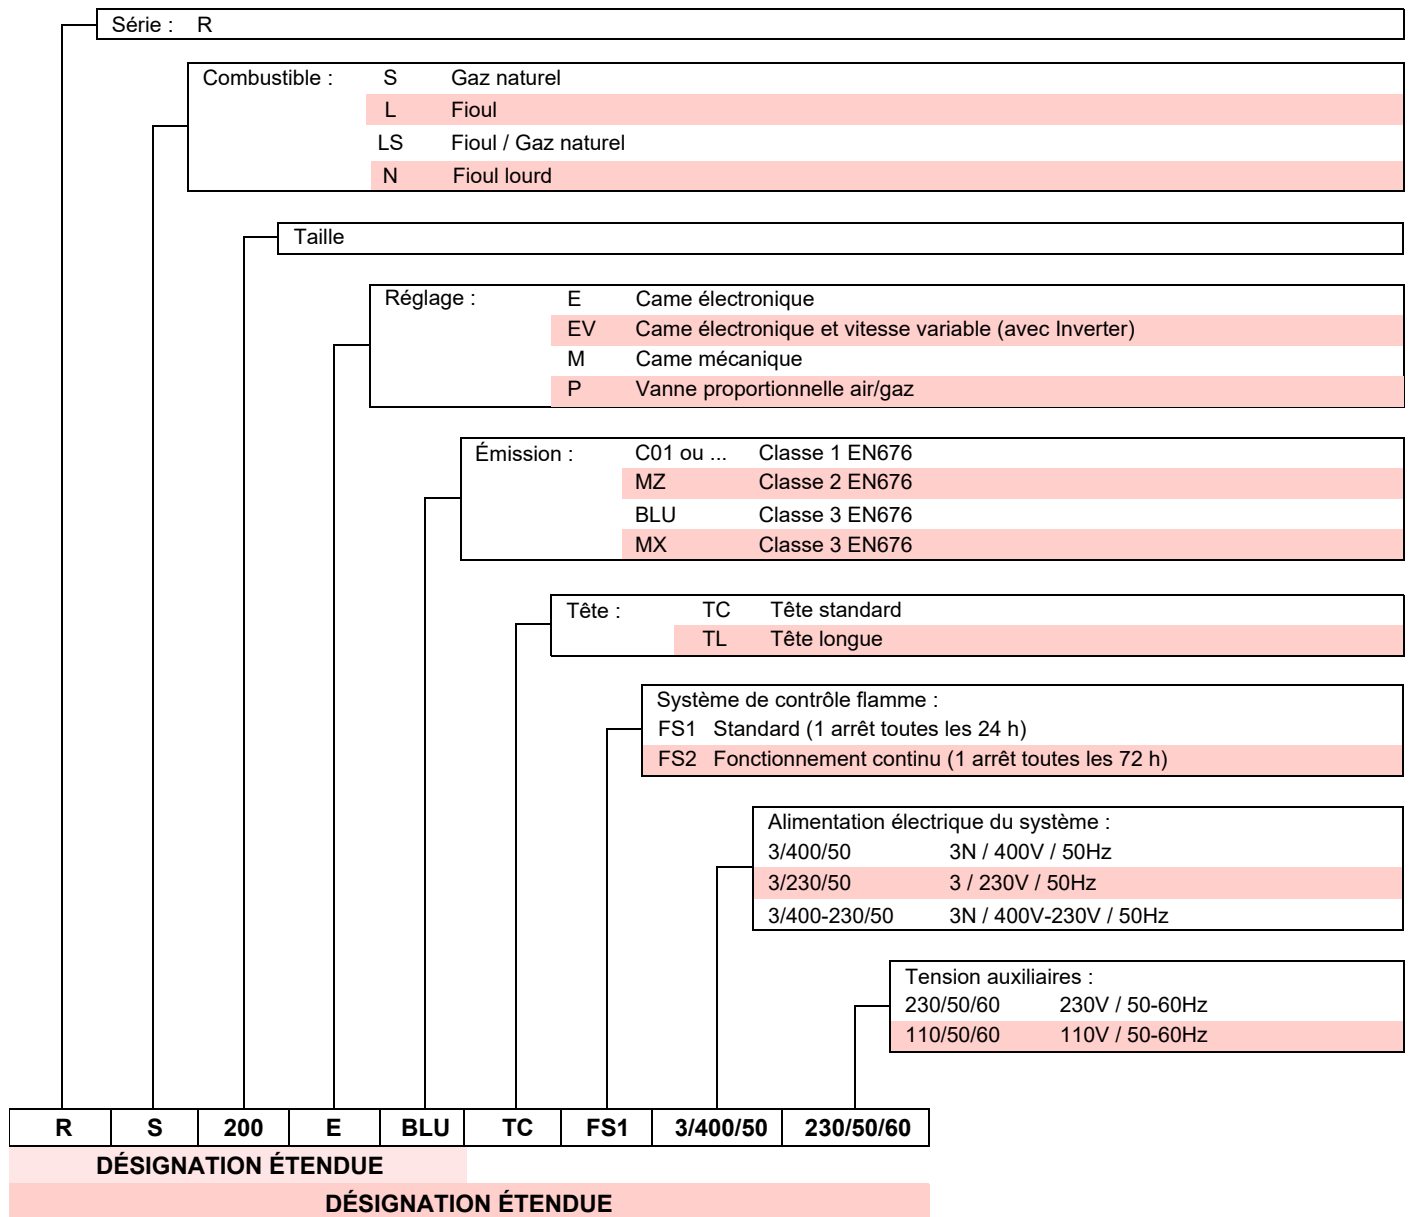 Série : R
Combustible : S Gaz naturel
L Fioul
LS Fioul / Gaz naturel
N Fioul lourd
Taille
Réglage : E Came électronique
EV Came électronique et vitesse variable (avec Inverter)
M Came mécanique
P Vanne proportionnelle air/gaz
Émission : C01 ou ... Classe 1 EN676
MZ Classe 2 EN676
BLU Classe 3 EN676
MX Classe 3 EN676
Tête : TC Tête standard
TL Tête longue
Système de contrôle flamme :
FS1 Standard (1 arrêt toutes les 24 h)
FS2 Fonctionnement continu (1 arrêt toutes les 72 h)
Alimentation électrique du système :
3/400/50 3N / 400V / 50Hz
3/230/50 3 / 230V / 50Hz
3/400-230/50 3N / 400V-230V / 50Hz
Tension auxiliaires :
230/50/60 230V / 50-60Hz
110/50/60 110V / 50-60Hz
R S 200 E BLU TC FS1 3/400/50 230/50/60
DÉSIGNATION ÉTENDUE
DÉSIGNATION ÉTENDUE